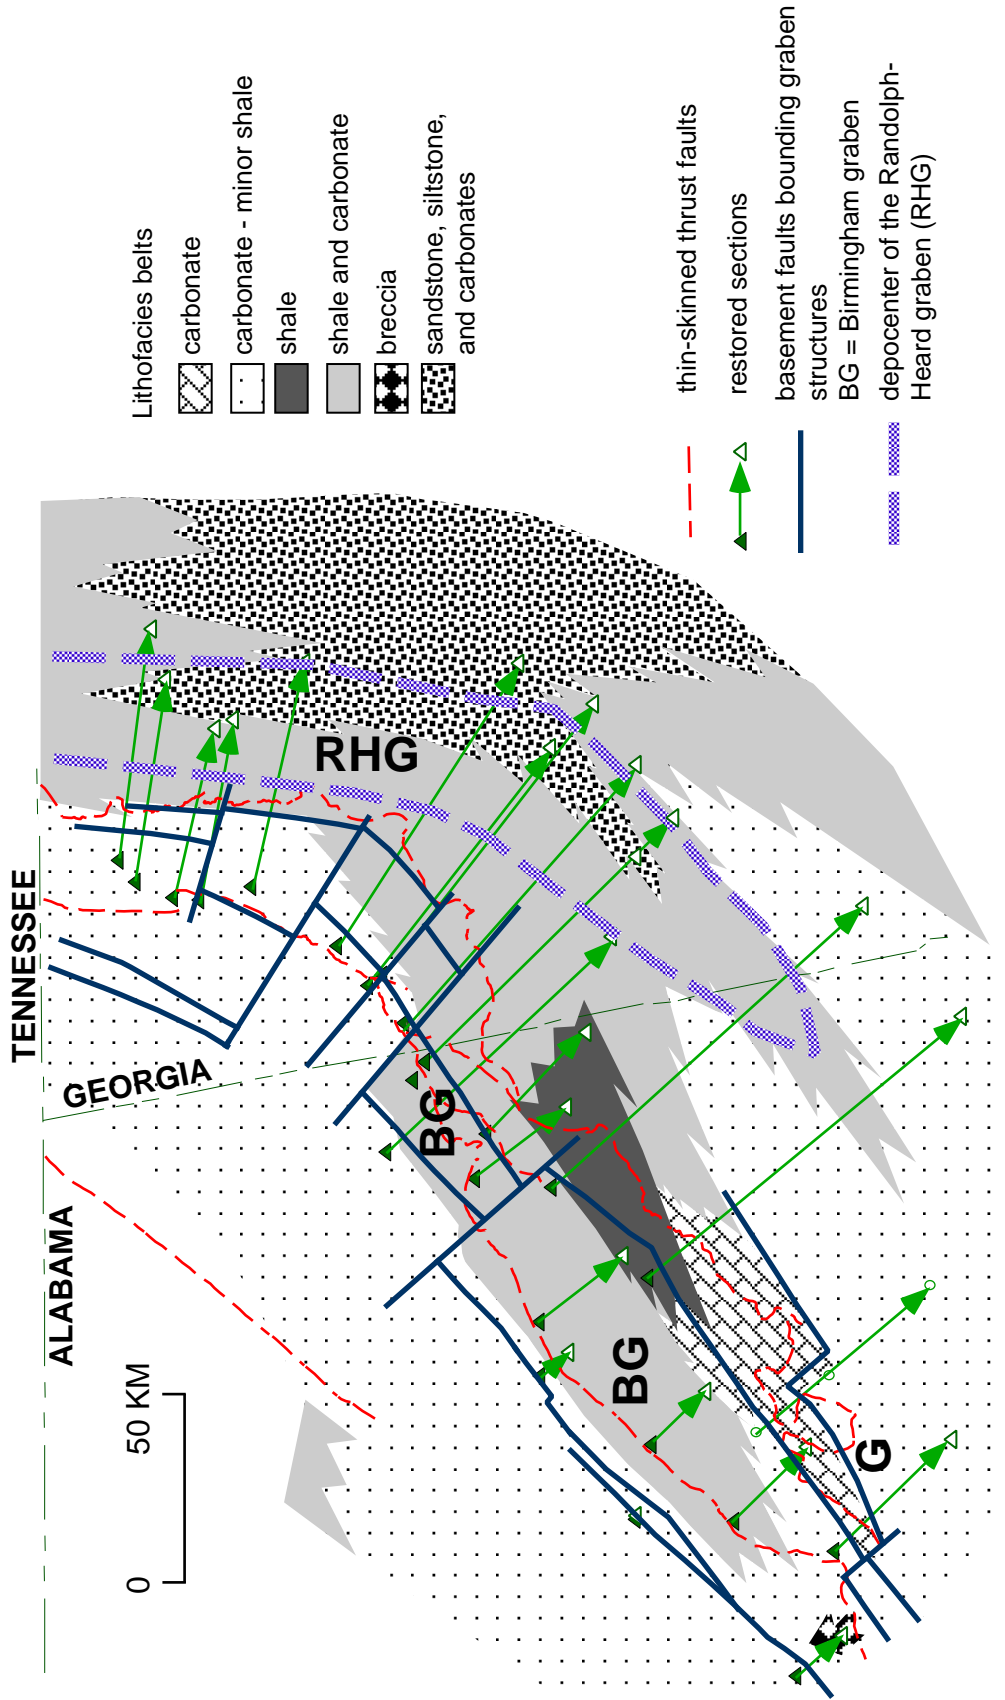 TENNESSEE
ALABAMA
GEORGIA
0
50 KM
BG
BG
G
RHG
Lithofacies belts
carbonate
carbonate - minor shale
shale
shale and carbonate
breccia
sandstone, siltstone,
and carbonates
thin-skinned thrust faults
restored sections
basement faults bounding graben
structures
BG = Birmingham graben
depocenter of the Randolph-
Heard graben (RHG)